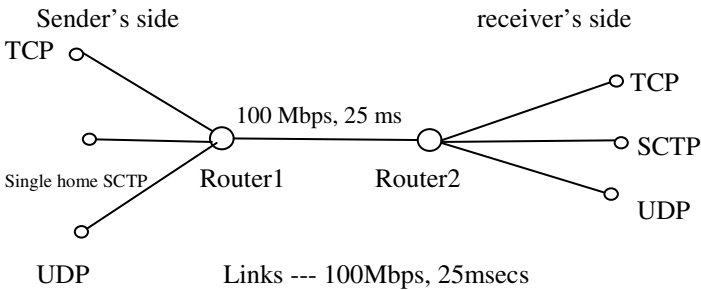 Sender's side
receiver's side
TCP
TCP
100 Mbps, 25 ms
SCTP
Single home SCTP
Router1
Router2
UDP
UDP
Links --- 100Mbps, 25msecs